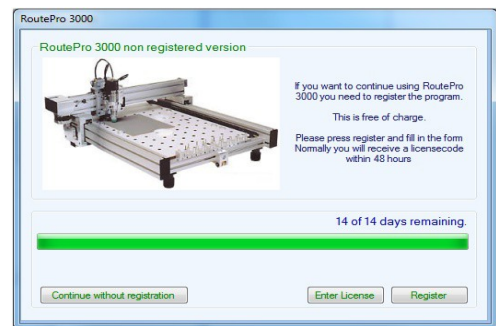 RoutePro 3000
RoutePro 3000 non registered version
If you want to continue using RoutePro
3000 you need to register the program.
This is free of charge.
Please press register and fill in the form
Normally you will receive a licensecode
within 48 hours
14 of 14 days remaining.
Continue without registration
Enter License
Register